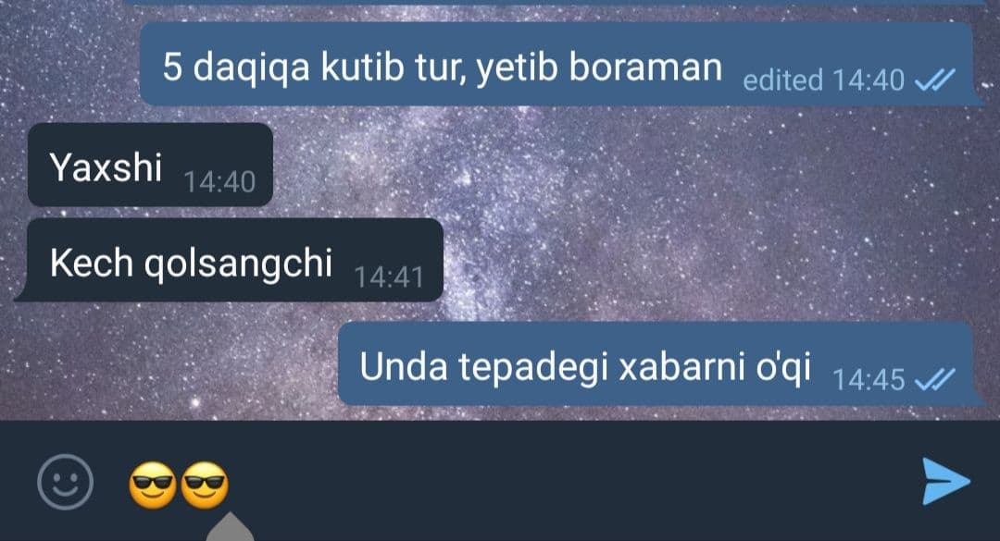 5 daqiqa kutib tur, yetib boraman edited 14:40
Yaxshi 14:40
Kech qolsangchi 14:41
Unda tepadegi xabarni o'qi 14:45
😎😎